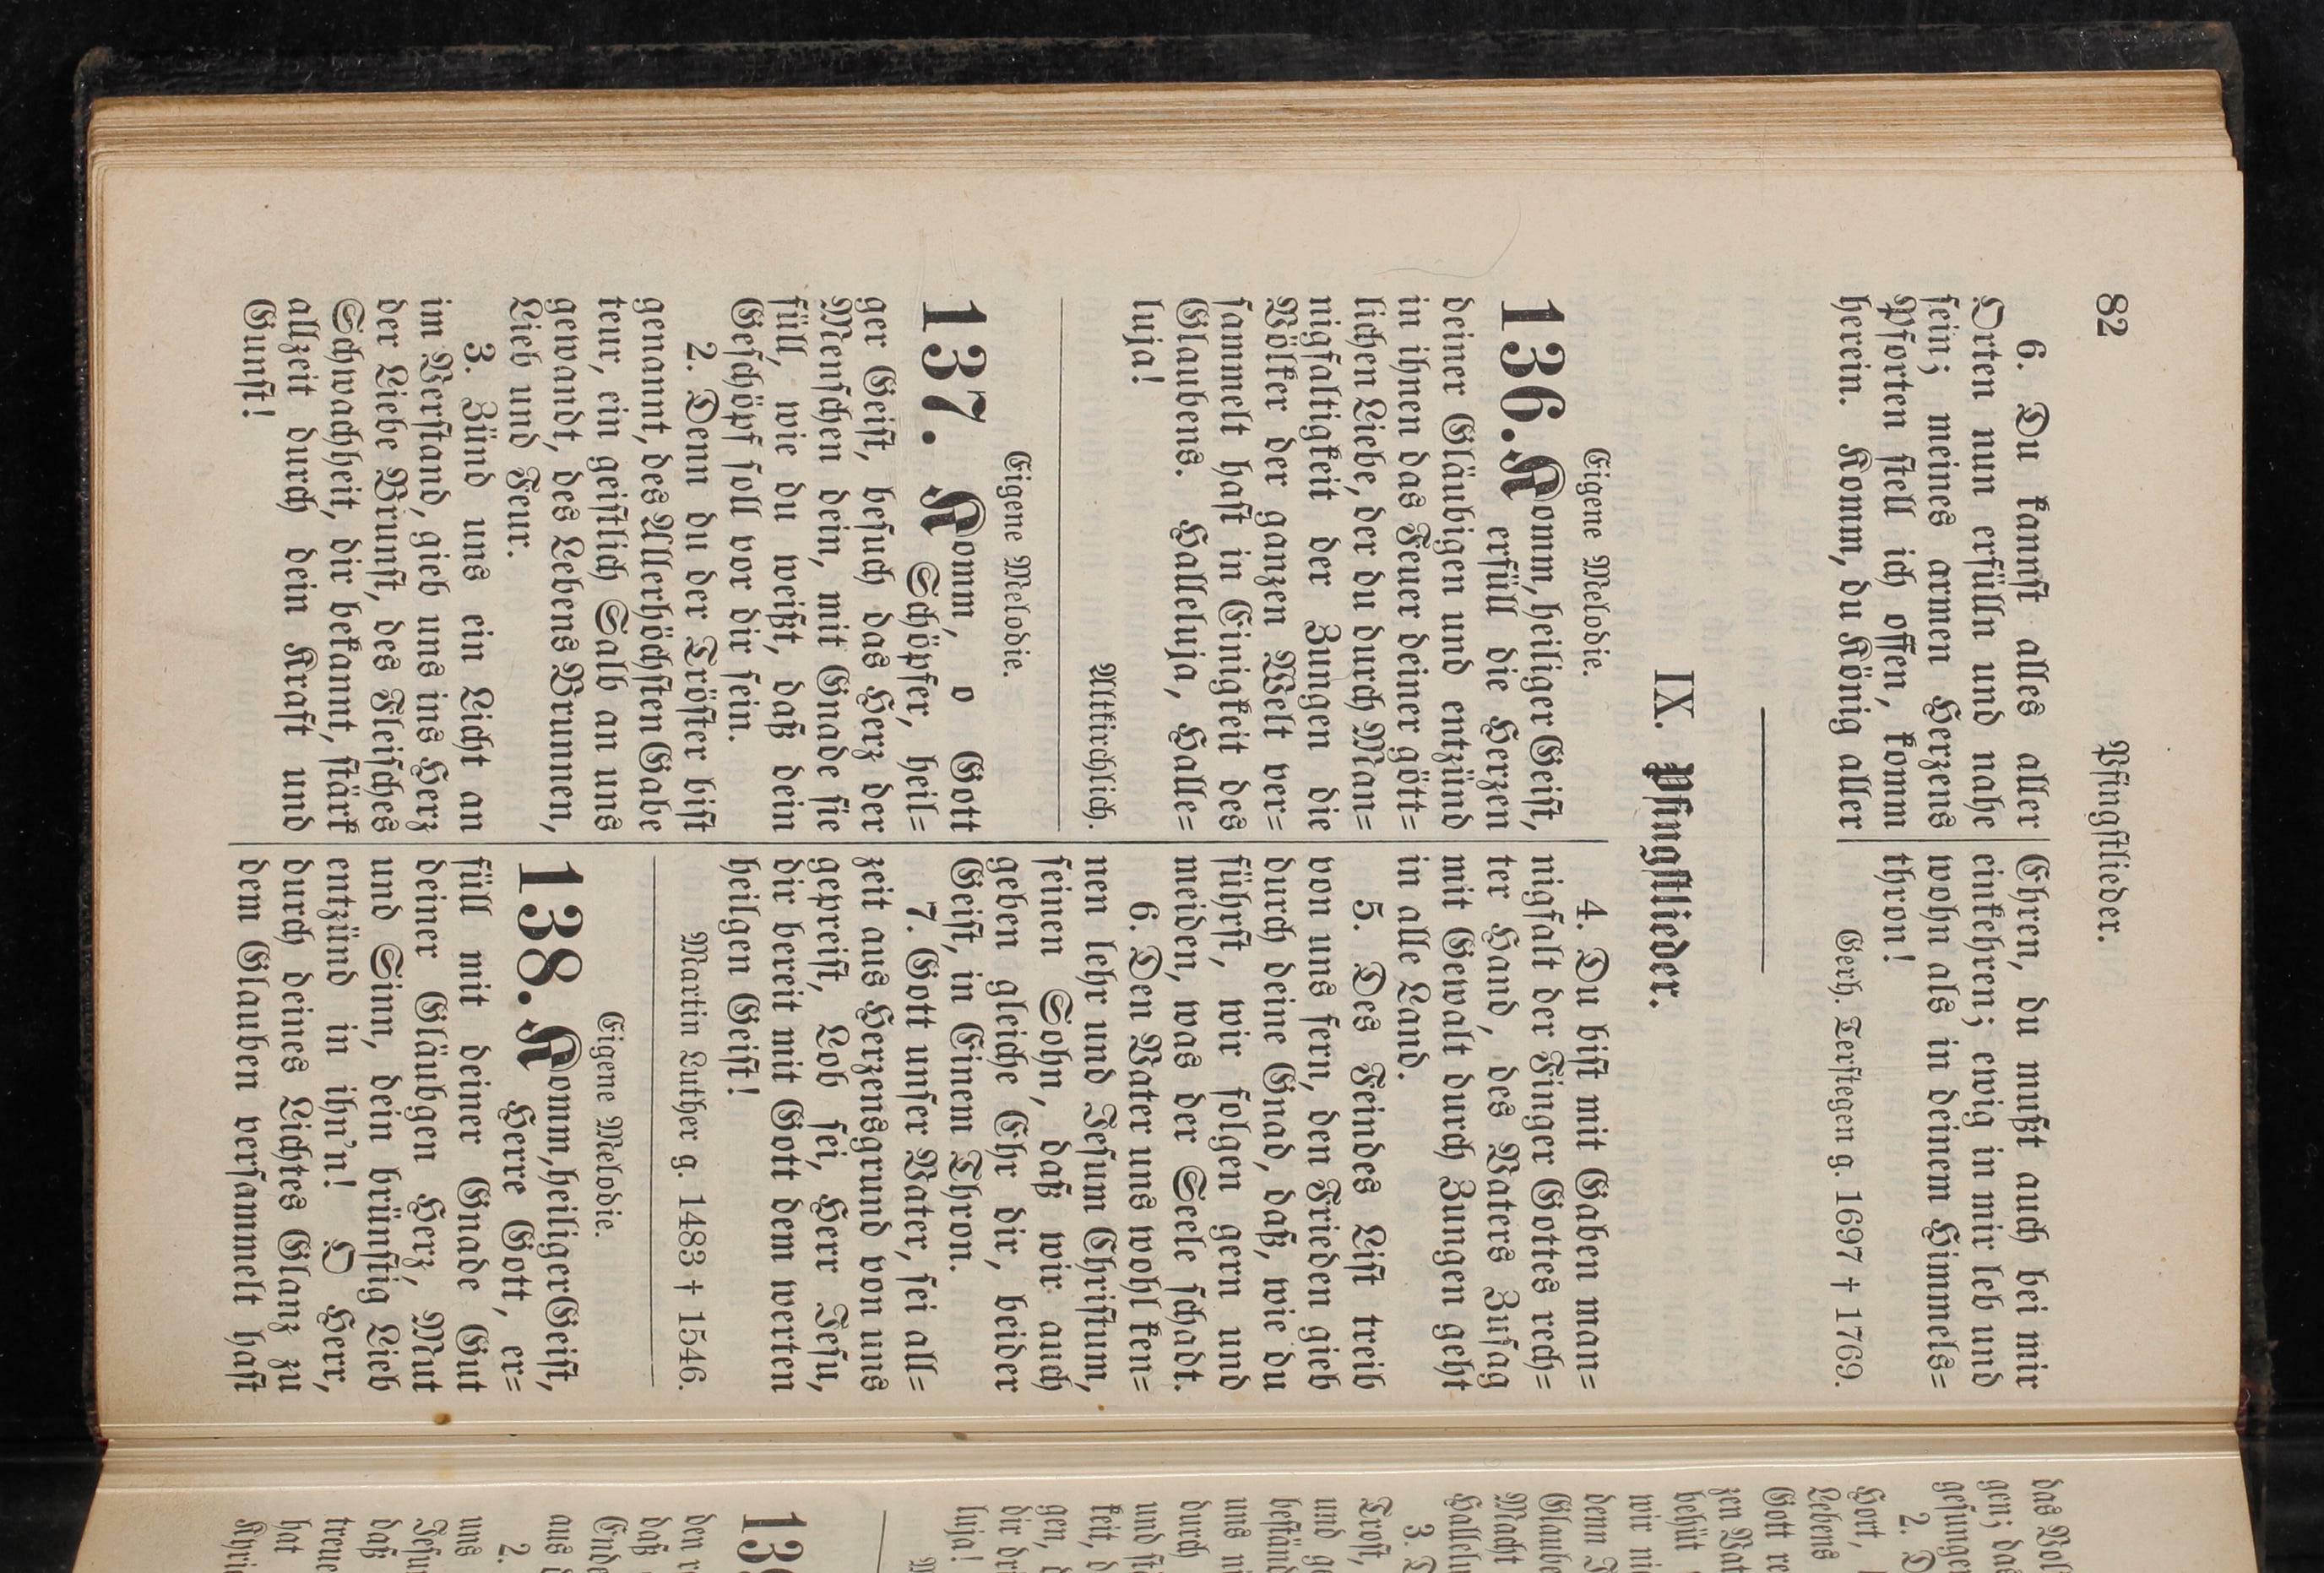 82
Pfingstlieder.
6. Du kannst alles aller
Orten nun erfülln und nahe
sein; meines armen Herzens
Pforten stell ich offen, komm
herein. Komm, du König aller
Ehren, du mußt auch bei mir
einkehren; ewig in mir leb und
wohn als in deinem Himmels=
thron!
Gerh. Terstegen g. 1697 † 1769.
IX. Pfingstlieder.
Eigene Melodie.
136. Komm, heiliger Geist,
erfüll die Herzen
deiner Gläubigen und entzünd
in ihnen das Feuer deiner gött=
lichen Liebe, der du durch Man=
nigfaltigkeit der Zungen die
Völker der ganzen Welt ver=
sammelt hast in Einigkeit des
Glaubens. Halleluja, Halle=
luja!
Altkirchlich.
Eigene Melodie.
137. Komm, o Gott
Schöpfer, heil=
ger Geist, besuch das Herz der
Menschen dein, mit Gnade sie
füll, wie du weißt, daß dein
Geschöpf soll vor dir sein.
2. Denn du der Tröster bist
genannt, des Allerhöchsten Gabe
teur, ein geistlich Salb an uns
gewandt, des Lebens Brunnen,
Lieb und Feur.
3. Zünd uns ein Licht an
im Verstand, gieb uns ins Herz
der Liebe Brunst, des Fleisches
Schwachheit, dir bekannt, stärk
allzeit durch dein Kraft und
Gunst!
4. Du bist mit Gaben man=
nigfalt der Finger Gottes rech=
ter Hand, des Vaters Zusag
mit Gewalt durch Zungen geht
in alle Land.
5. Des Feindes List treib
von uns fern, den Frieden gieb
durch deine Gnad, daß, wie du
führst, wir folgen gern und
meiden, was der Seele schadt.
6. Den Vater uns wohl ken=
nen lehr und Jesum Christum,
seinen Sohn, daß wir auch
geben gleiche Ehr dir, beider
Geist, in Einem Thron.
7. Gott unser Vater, sei all=
zeit aus Herzensgrund von uns
gepreist, Lob sei, Herr Jesu,
dir bereit mit Gott dem werten
heilgen Geist!
Martin Luther g. 1483 † 1546.
Eigene Melodie.
138. Komm, heiliger Geist,
Herre Gott, er=
füll mit deiner Gnade Gut
deiner Gläubgen Herz, Mut
und Sinn, dein brünstig Lieb
entzünd in ihn'n! O Herr,
durch deines Lichtes Glanz zu
dem Glauben versammelt hast